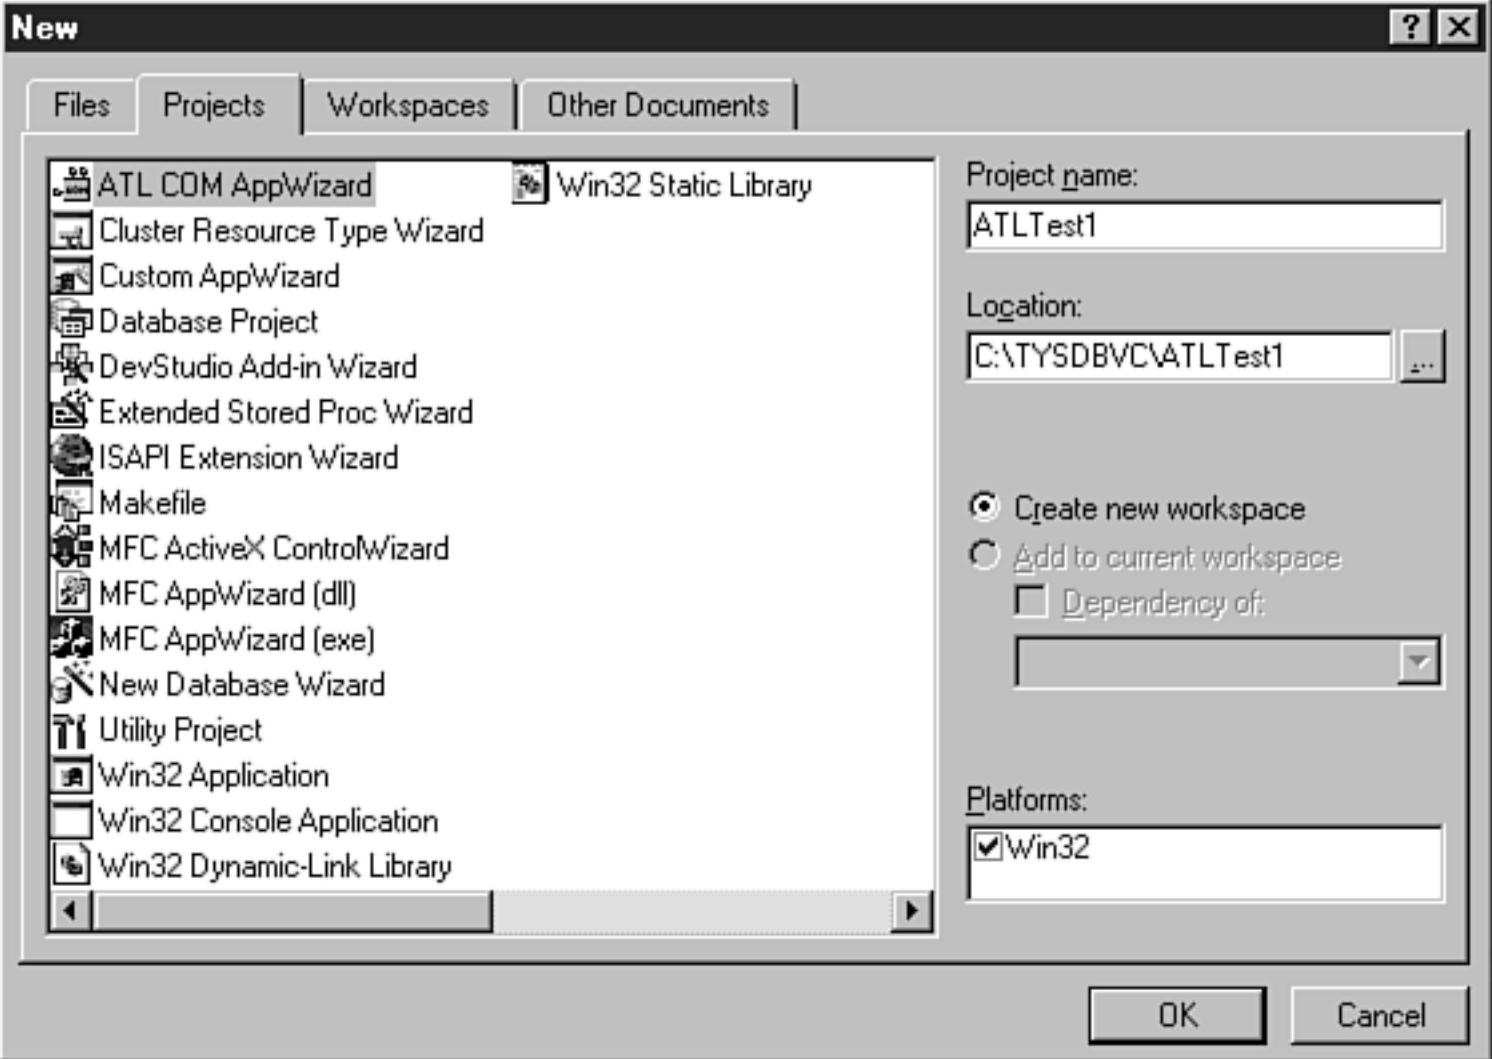 New
Files Projects Workspaces Other Documents
ATL COM AppWizard
Cluster Resource Type Wizard
Custom AppWizard
Database Project
DevStudio Add-in Wizard
Extended Stored Proc Wizard
ISAPI Extension Wizard
Makefile
MFC ActiveX ControlWizard
MFC AppWizard (dll)
MFC AppWizard (exe)
New Database Wizard
Utility Project
Win32 Application
Win32 Console Application
Win32 Dynamic-Link Library
Win32 Static Library
Project name:
ATLTest1
Location:
C:\TYSDBVC\ATLTest1
...
Create new workspace
Add to current workspace
Dependency of:
Platforms:
Win32
OK Cancel